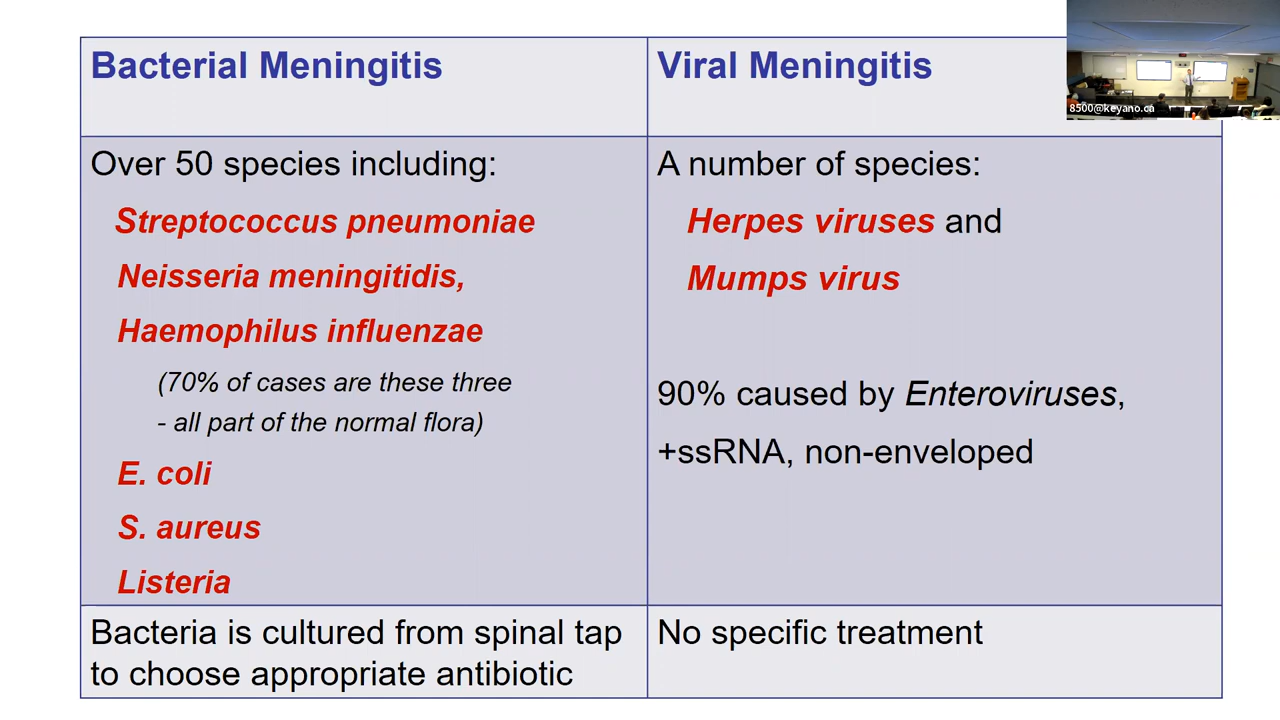 Bacterial Meningitis
Viral Meningitis
8500@keyano.ca
Over 50 species including:
Streptococcus pneumoniae
Neisseria meningitidis,
Haemophilus influenzae
(70% of cases are these three
- all part of the normal flora)
E. coli
S. aureus
Listeria
A number of species:
Herpes viruses and
Mumps virus
90% caused by Enteroviruses,
+ssRNA, non-enveloped
Bacteria is cultured from spinal tap
to choose appropriate antibiotic
No specific treatment